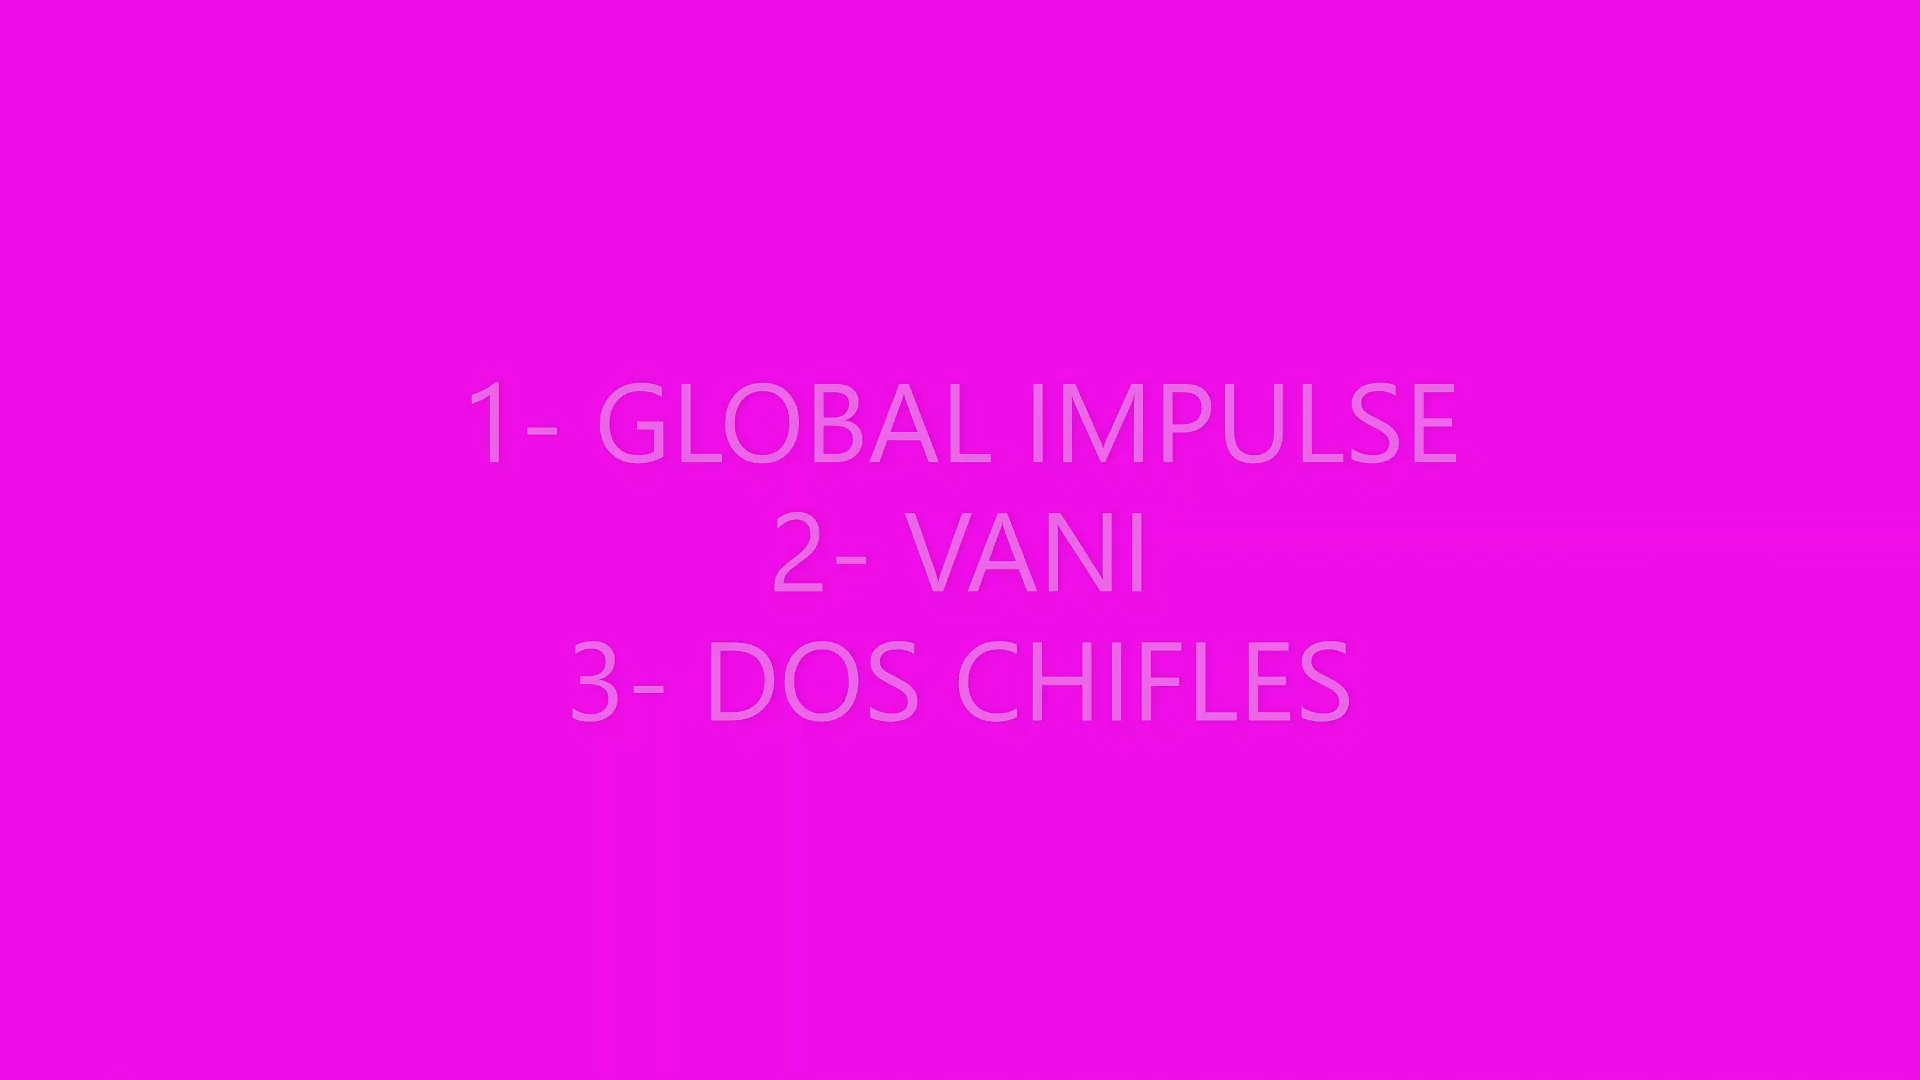 1- GLOBAL IMPULSE
2- VANI
3- DOS CHIFLES